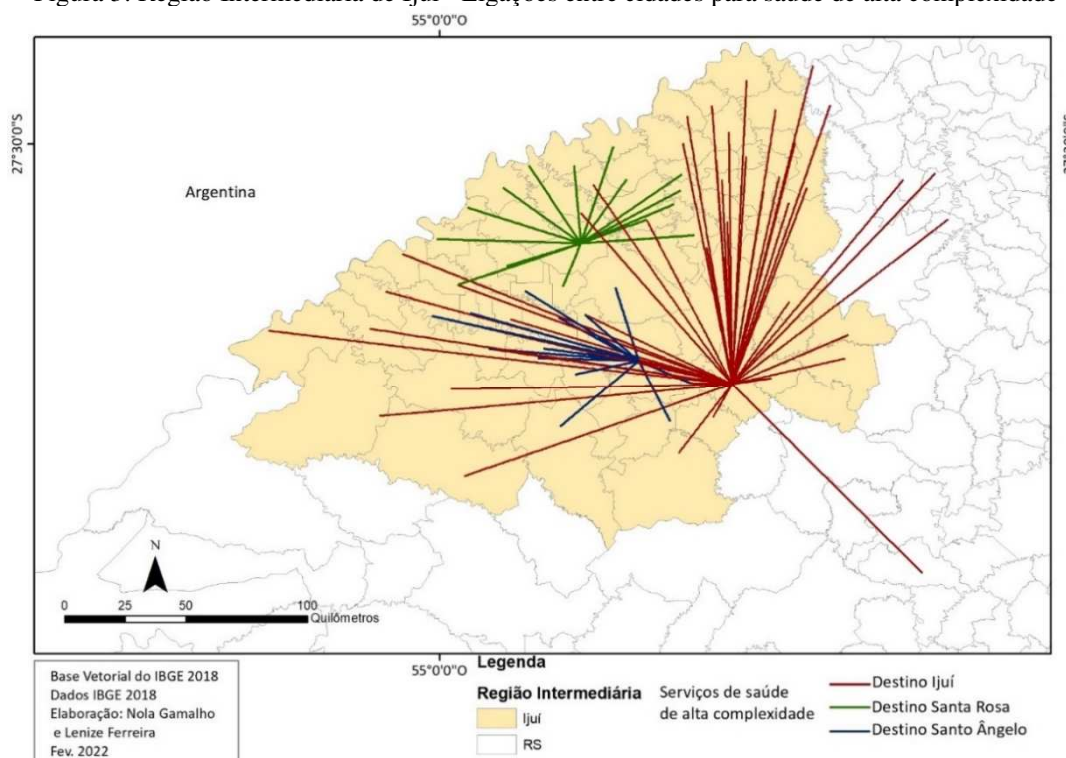 Figura 5: Região Intermediária de Ijuí - Ligações entre cidades para saúde de alta complexidade
55°0'0"O
27°30'0"S
Argentina
N
0 25 50 100
Quilômetros
55°0'0"O
Base Vetorial do IBGE 2018
Dados IBGE 2018
Elaboração: Nola Gamalho
e Lenize Ferreira
Fev. 2022
Legenda
Região Intermediária
Ijuí
RS
Serviços de saúde
de alta complexidade
Destino Ijuí
Destino Santa Rosa
Destino Santo Ângelo